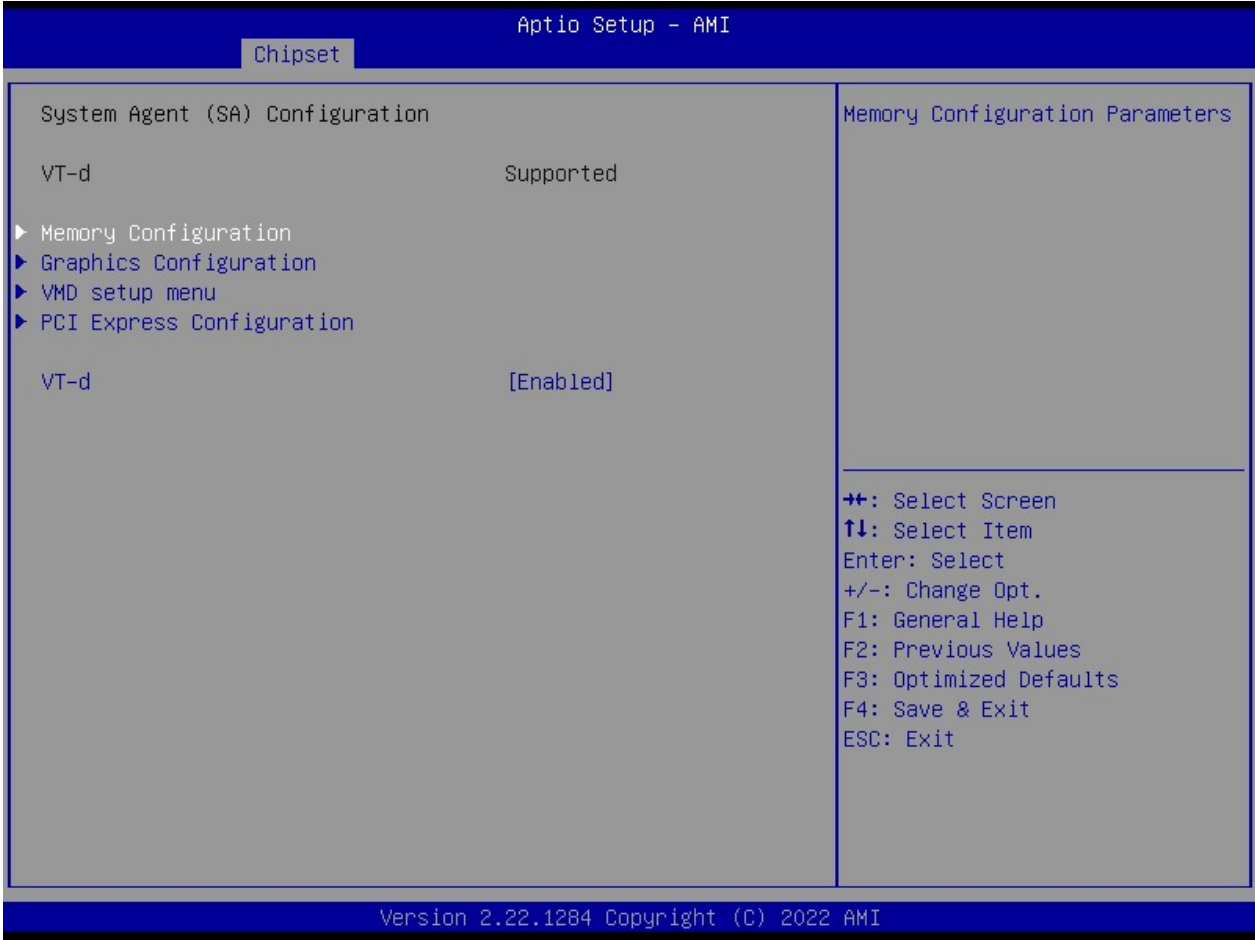 Aptio Setup - AMI
Chipset
System Agent (SA) Configuration
VT-d Supported
Memory Configuration
Graphics Configuration
VMD setup menu
PCI Express Configuration
VT-d [Enabled]
Memory Configuration Parameters
→←: Select Screen
↑↓: Select Item
Enter: Select
+/-: Change Opt.
F1: General Help
F2: Previous Values
F3: Optimized Defaults
F4: Save & Exit
ESC: Exit
Version 2.22.1284 Copyright (C) 2022 AMI